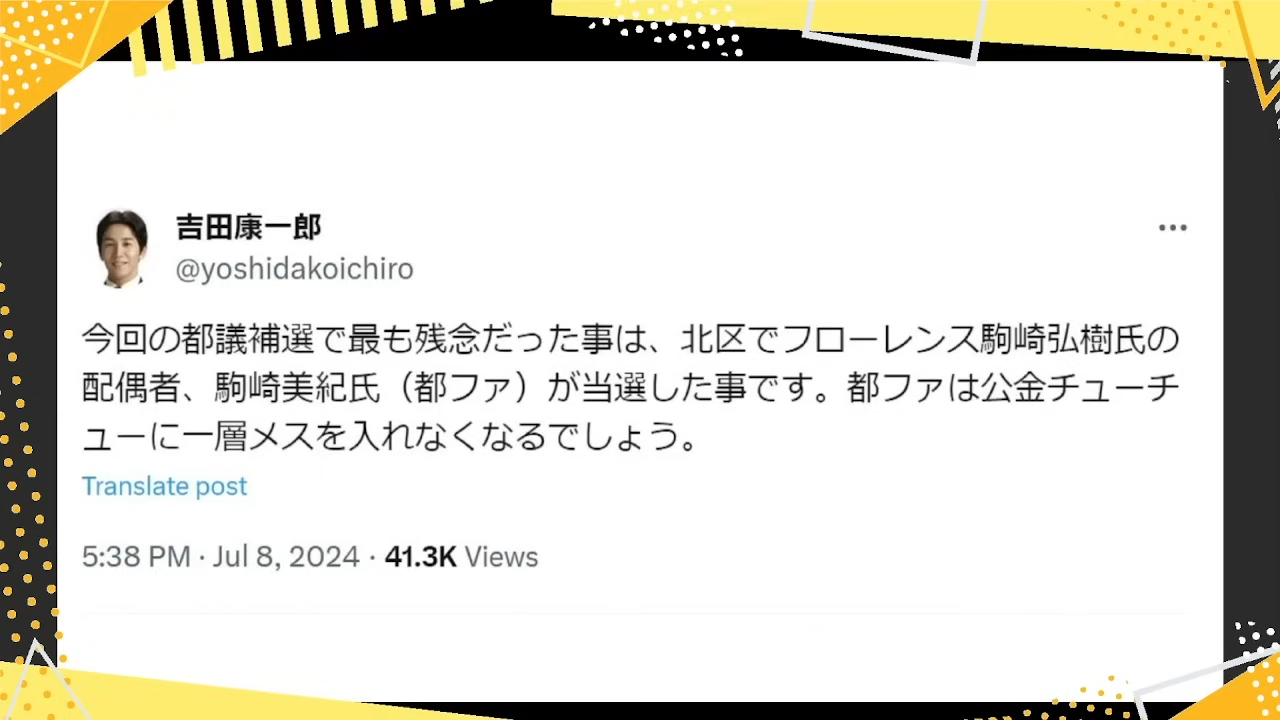 吉田康一郎
@yoshidakoichiro
今回の都議補選で最も残念だった事は、北区でフローレンス駒崎弘樹氏の
配偶者、駒崎美紀氏（都ファ）が当選した事です。都ファは公金チューチ
ューに一層メスを入れなくなるでしょう。
Translate post
5:38 PM · Jul 8, 2024 · 41.3K Views